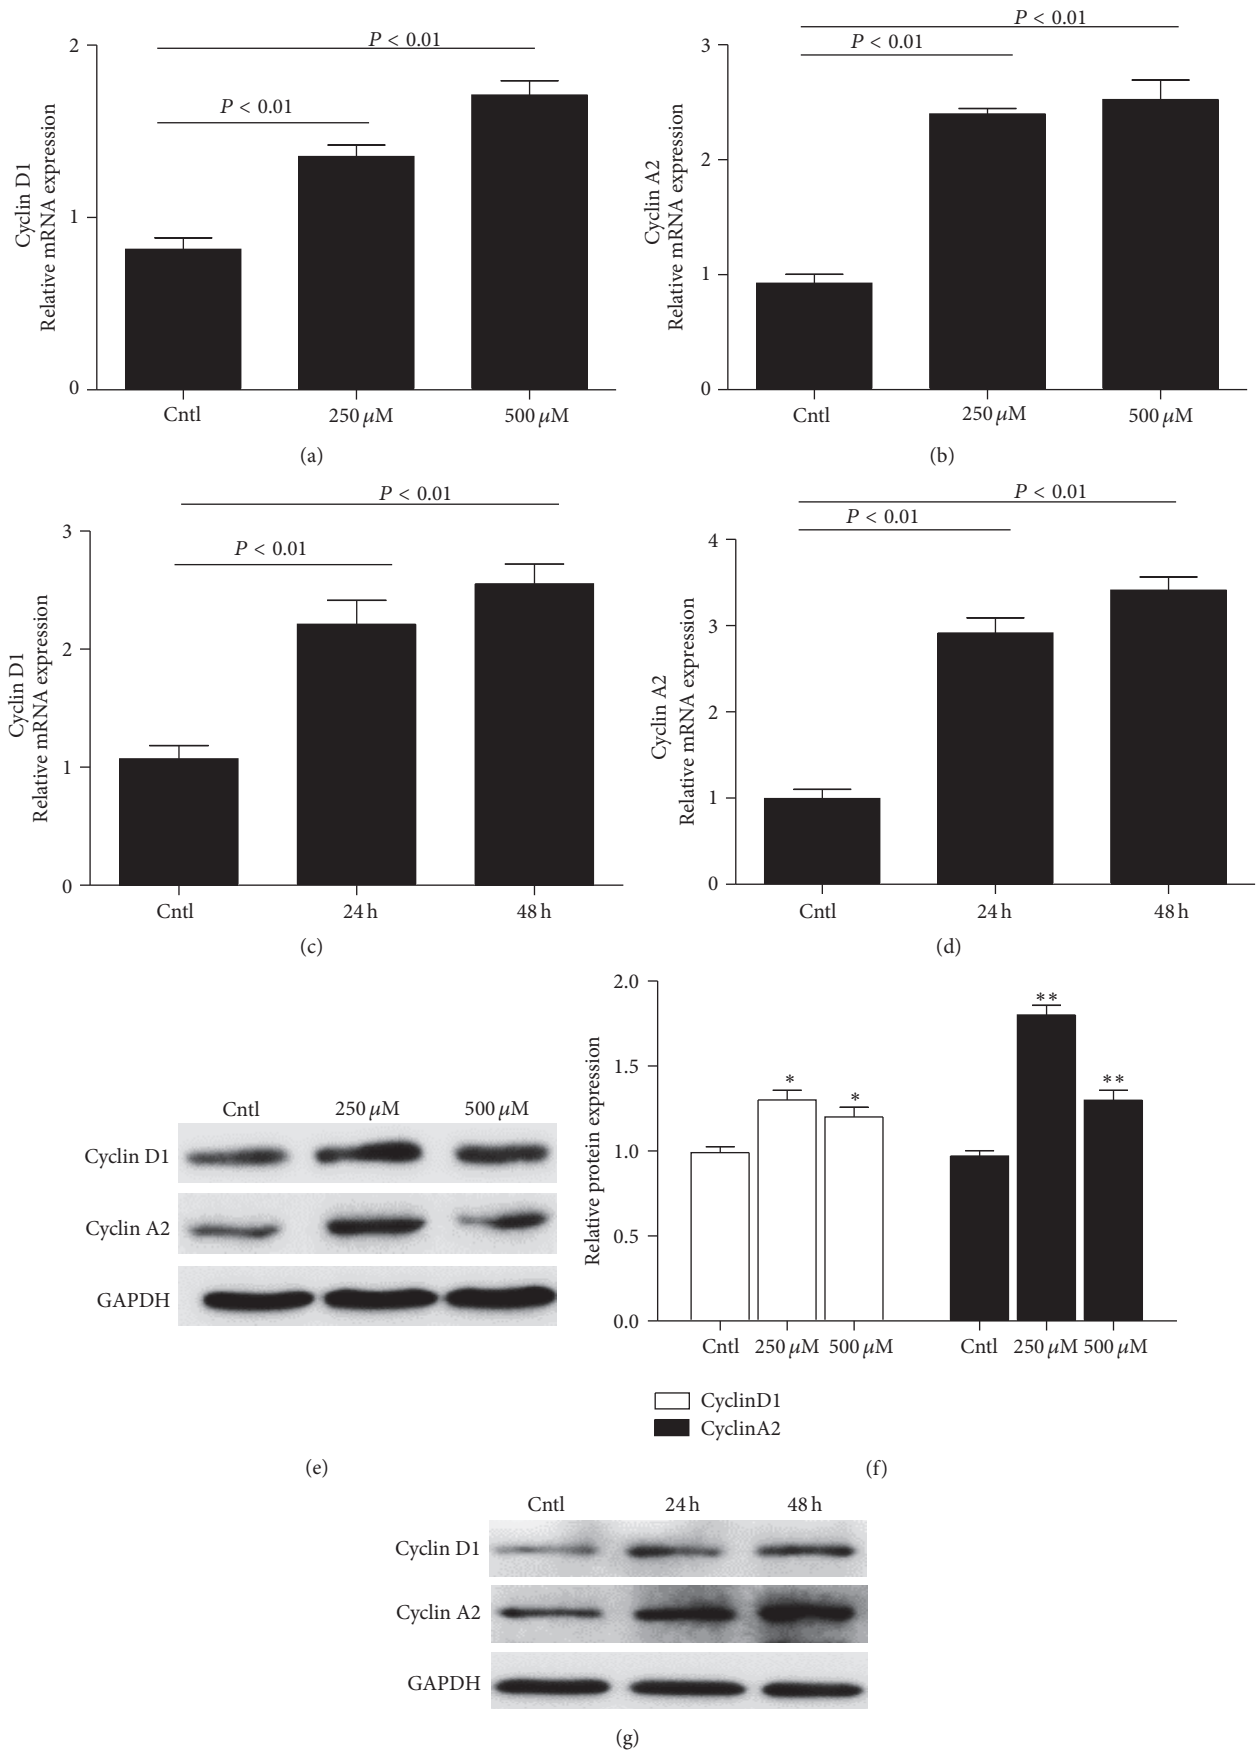 P < 0.01
P < 0.01
2
1
0
Cyclin D1
Relative mRNA expression
Cntl
250 μM
500 μM
(a)
P < 0.01
P < 0.01
3
2
1
0
Cyclin A2
Relative mRNA expression
Cntl
250 μM
500 μM
(b)
P < 0.01
P < 0.01
3
2
1
0
Cyclin D1
Relative mRNA expression
Cntl
24 h
48 h
(c)
P < 0.01
P < 0.01
4
3
2
1
0
Cyclin A2
Relative mRNA expression
Cntl
24 h
48 h
(d)
Cntl
250 μM
500 μM
Cyclin D1
Cyclin A2
GAPDH
(e)
2.0
1.5
1.0
0.5
0.0
Relative protein expression
*
*
**
**
Cntl
250 μM
500 μM
Cntl
250 μM
500 μM
CyclinD1
CyclinA2
(f)
Cntl
24 h
48 h
Cyclin D1
Cyclin A2
GAPDH
(g)